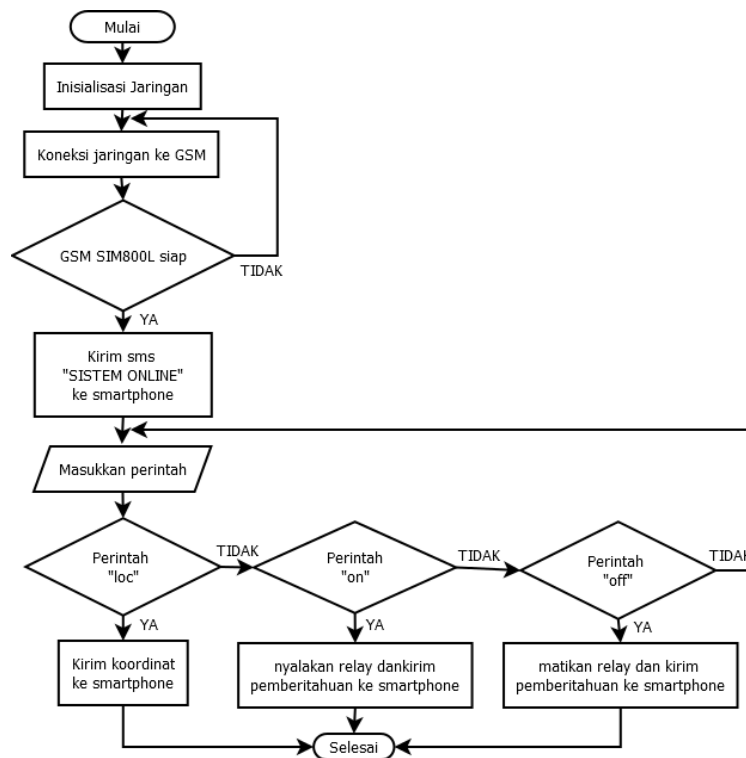 Mulai
Inisialisasi Jaringan
Koneksi jaringan ke GSM
GSM SIM800L siap
TIDAK
YA
Kirim sms
"SISTEM ONLINE"
ke smartphone
Masukkan perintah
Perintah
"loc"
TIDAK
Perintah
"on"
TIDAK
Perintah
"off"
TIDAK
YA
YA
YA
Kirim koordinat
ke smartphone
nyalakan relay dankirim
pemberitahuan ke smartphone
matikan relay dan kirim
pemberitahuan ke smartphone
Selesai